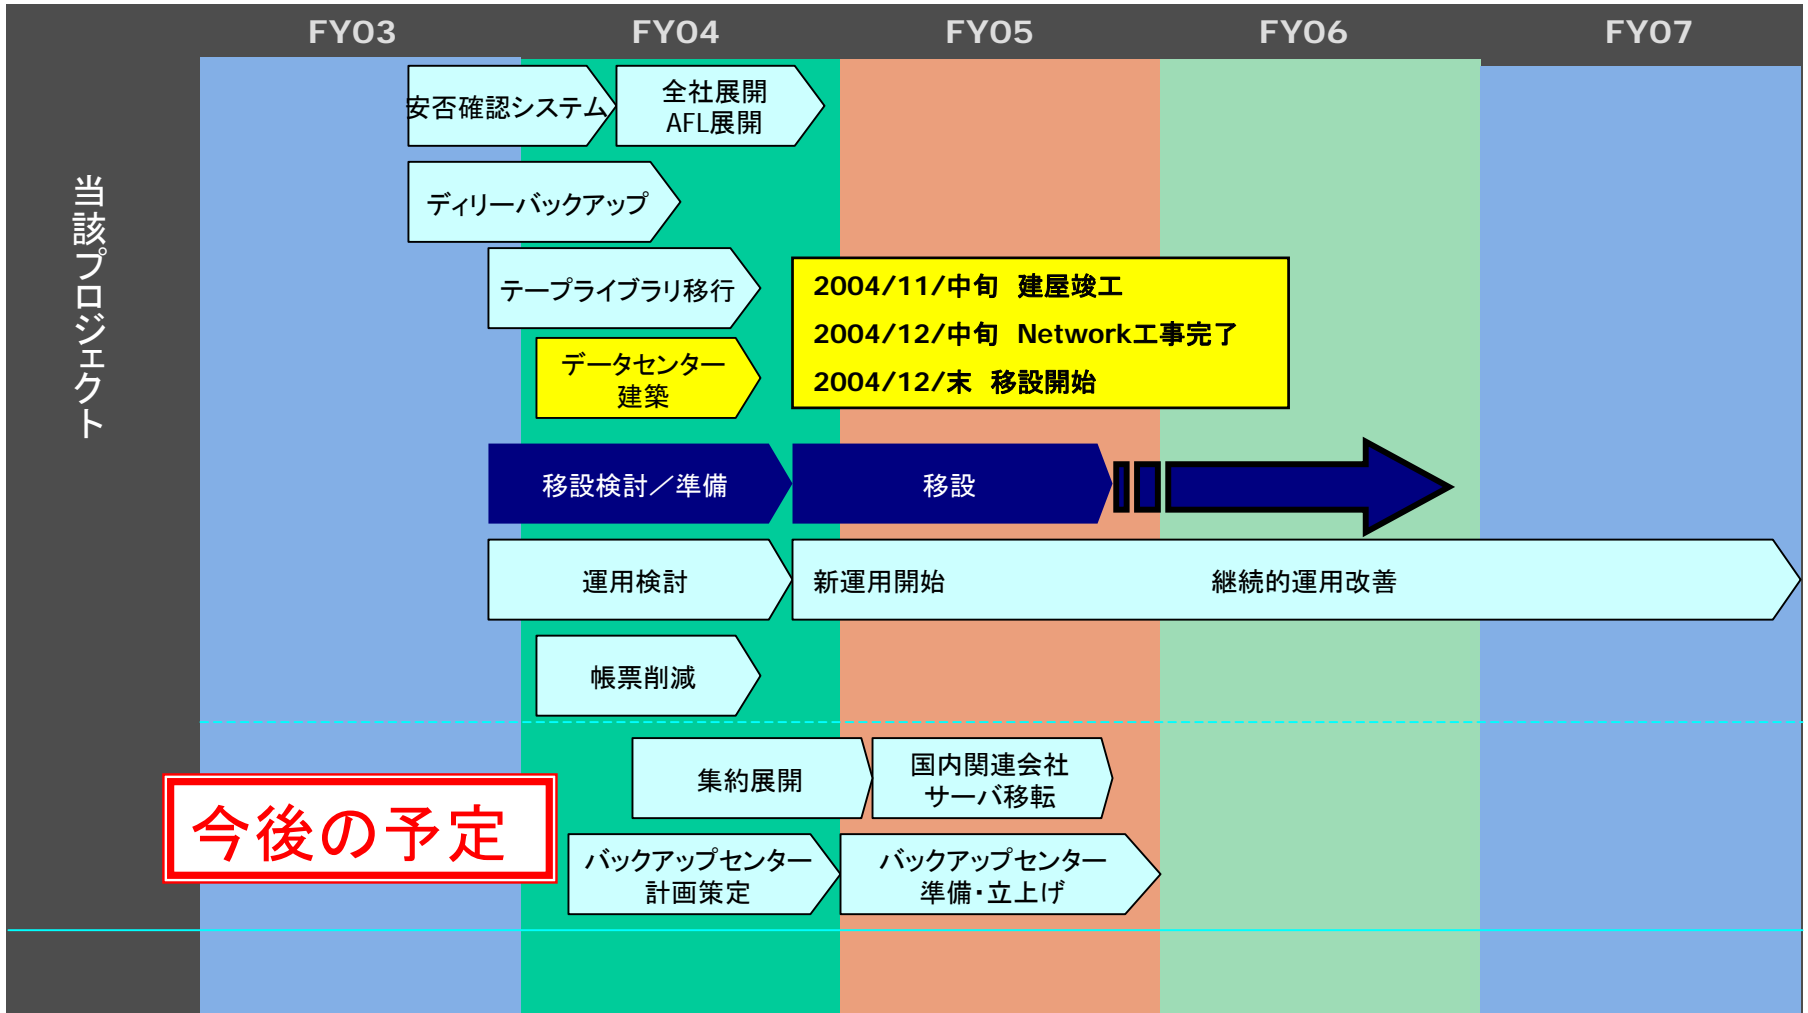 FY03 FY04 FY05 FY06 FY07
当該プロジェクト
安否確認システム
全社展開
AFL展開
ディリーバックアップ
テープライブラリ移行
データセンター
建築
2004/11/中旬 建屋竣工
2004/12/中旬 Network工事完了
2004/12/末 移設開始
移設検討／準備
移設
運用検討
新運用開始 継続的運用改善
帳票削減
今後の予定
集約展開
国内関連会社
サーバ移転
バックアップセンター
計画策定
バックアップセンター
準備・立上げ